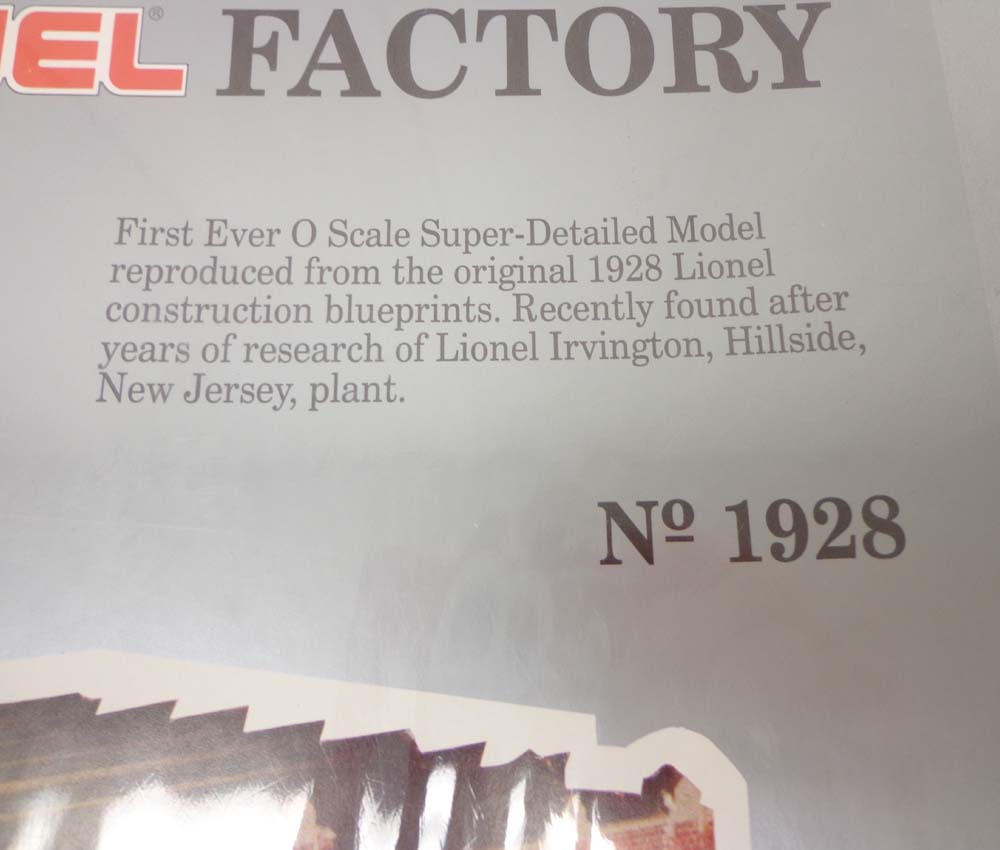 NEL® FACTORY
First Ever O Scale Super-Detailed Model
reproduced from the original 1928 Lionel
construction blueprints. Recently found after
years of research of Lionel Irvington, Hillside,
New Jersey, plant.
Nº 1928